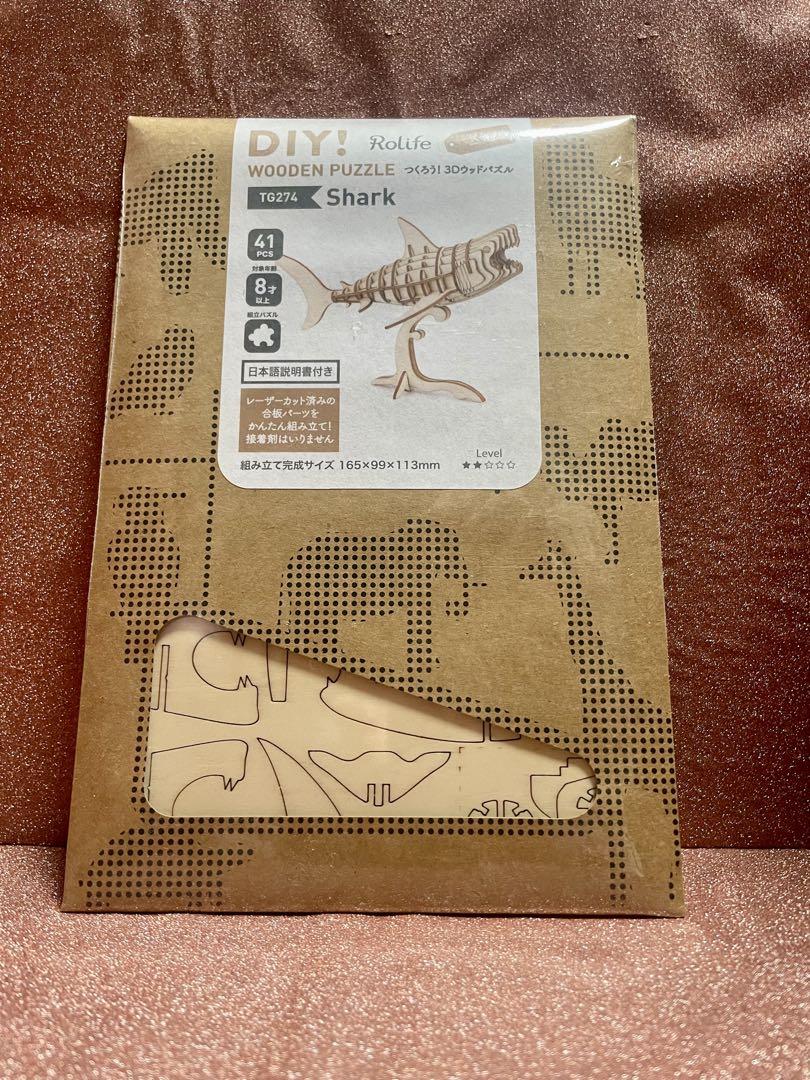 DIY! Rolife
WOODEN PUZZLE つくろう! 3Dウッドパズル
TG274 Shark
41
PCS
対象年齢
8才
以上
組立パズル
日本語説明書付き
レーザーカット済みの
合板パーツを
かんたん組み立て!
接着剤はいりません
Level
組み立て完成サイズ 165×99×113mm ★★☆☆☆